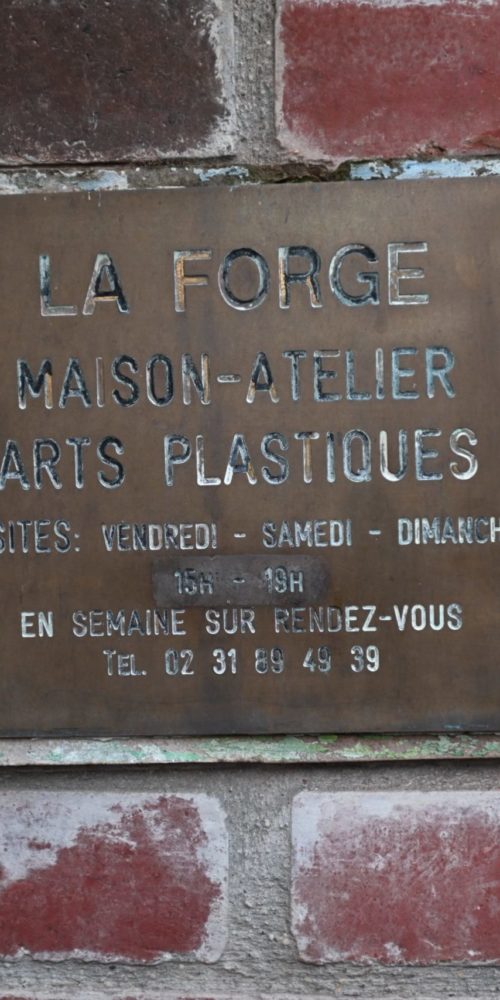 LA FORGE
MAISON-ATELIER
ARTS PLASTIQUES
SITES: VENDREDI - SAMEDI - DIMANCH
15H - 19H
EN SEMAINE SUR RENDEZ-VOUS
TEL. 02 31 89 49 39